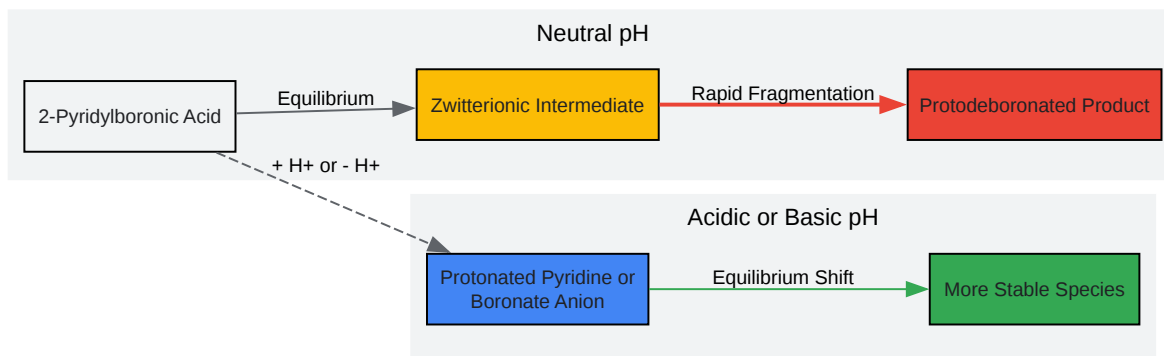 Neutral pH
2-Pyridylboronic Acid
Equilibrium
Zwitterionic Intermediate
Rapid Fragmentation
Protodeboronated Product
+ H+ or - H+
Acidic or Basic pH
Protonated Pyridine or
Boronate Anion
Equilibrium Shift
More Stable Species